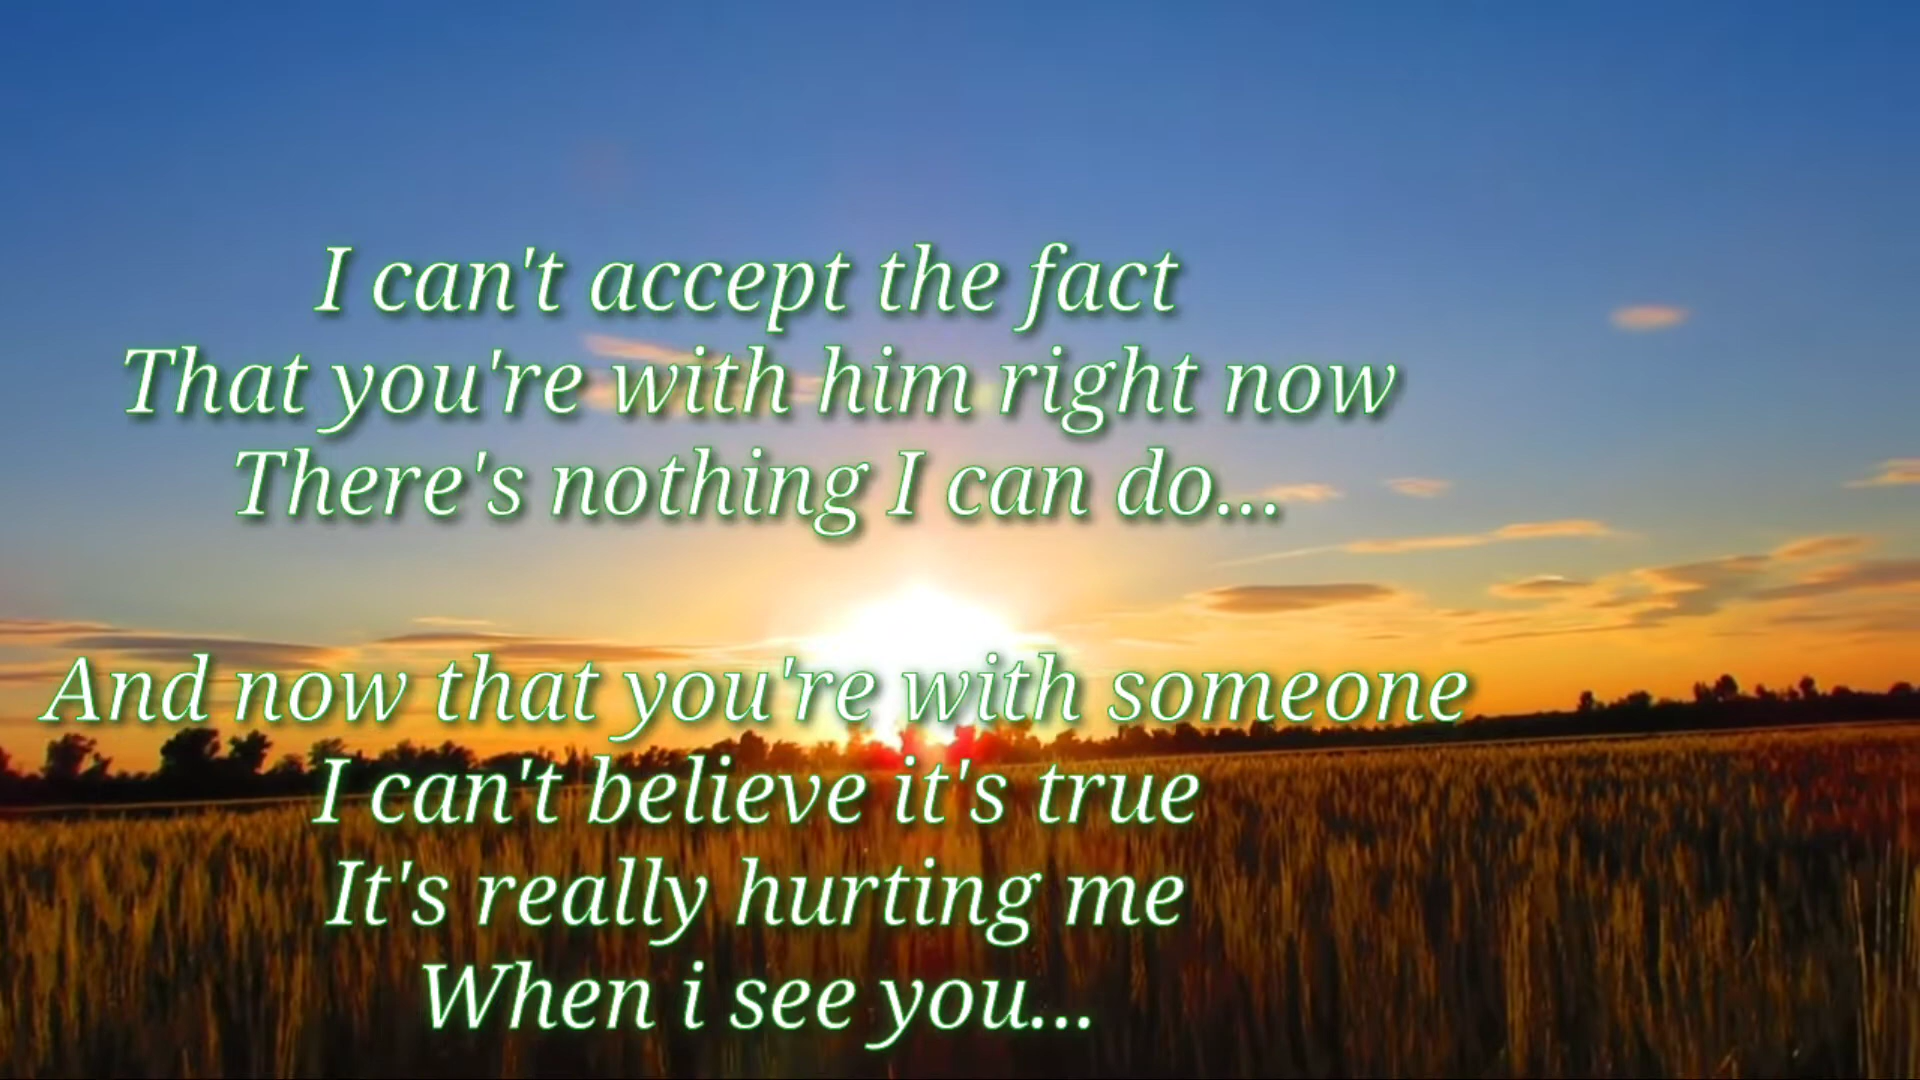 I can't accept the fact
That you're with him right now
There's nothing I can do...
And now that you're with someone
I can't believe it's true
It's really hurting me
When i see you...